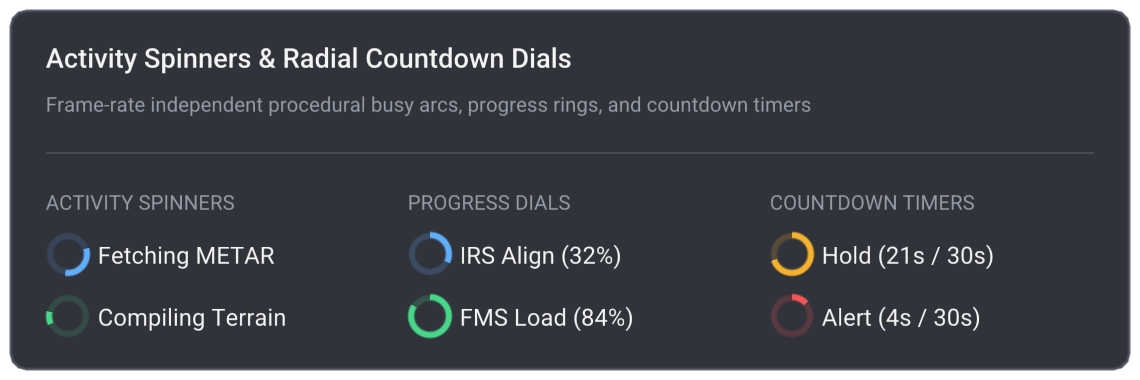 Activity Spinners & Radial Countdown Dials
Frame-rate independent procedural busy arcs, progress rings, and countdown timers
ACTIVITY SPINNERS
Fetching METAR
Compiling Terrain
PROGRESS DIALS
IRS Align (32%)
FMS Load (84%)
COUNTDOWN TIMERS
Hold (21s / 30s)
Alert (4s / 30s)